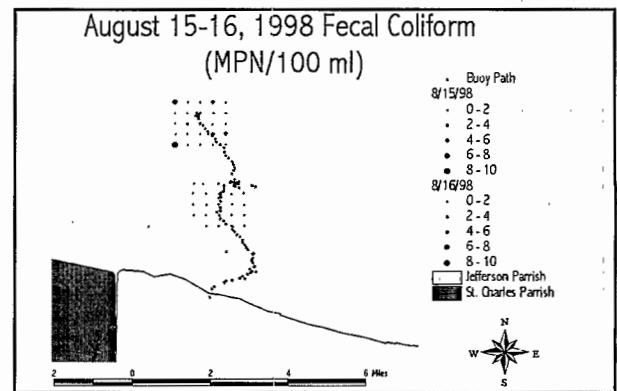 August 15-16, 1998 Fecal Coliform
(MPN/100 ml)
Buoy Path
8/15/98
0-2
2-4
4-6
6-8
8-10
8/16/98
0-2
2-4
4-6
6-8
8-10
Jefferson Parrish
St. Charles Parrish
N
W E
S
2 0 2 4 6 Miles